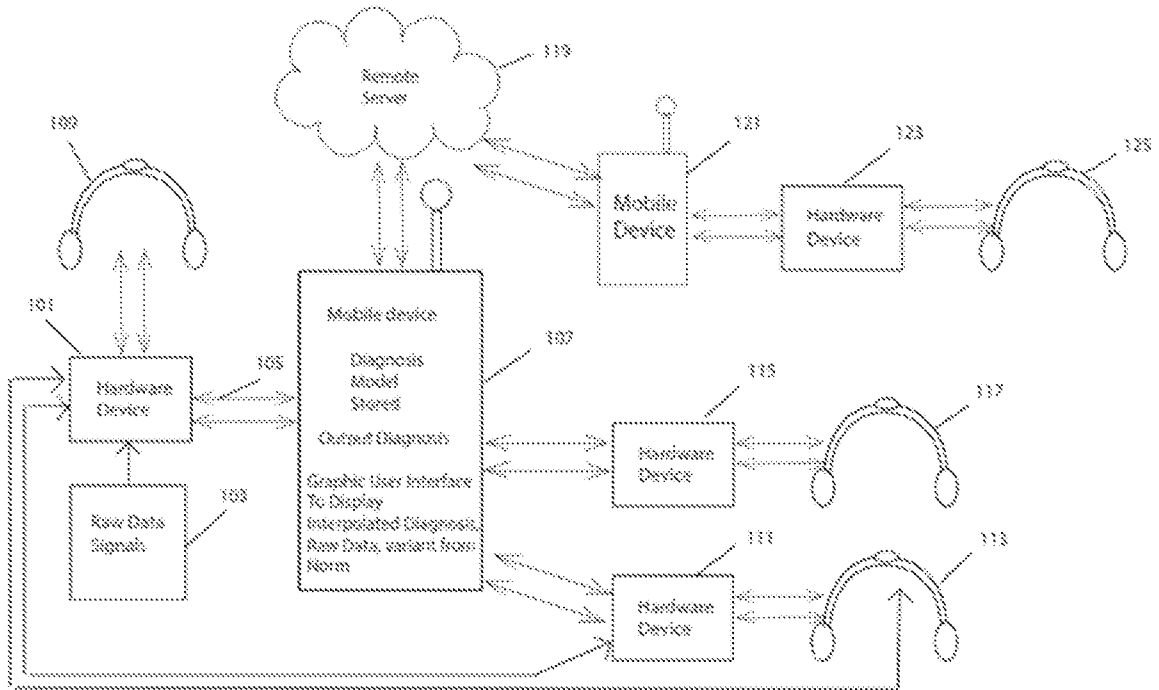 119
Remote
Server
109
121
123
125
Mobile
Device
Hardware
Device
101
Mobile device
107
105
Diagnosis
Model
Stored
115
117
Hardware
Device
Output Diagnosis
Hardware
Device
Graphic User Interface
To Display
Interpolated Diagnosis,
Raw Data, variant from
Norm
103
Raw Data
Signals
111
113
Hardware
Device